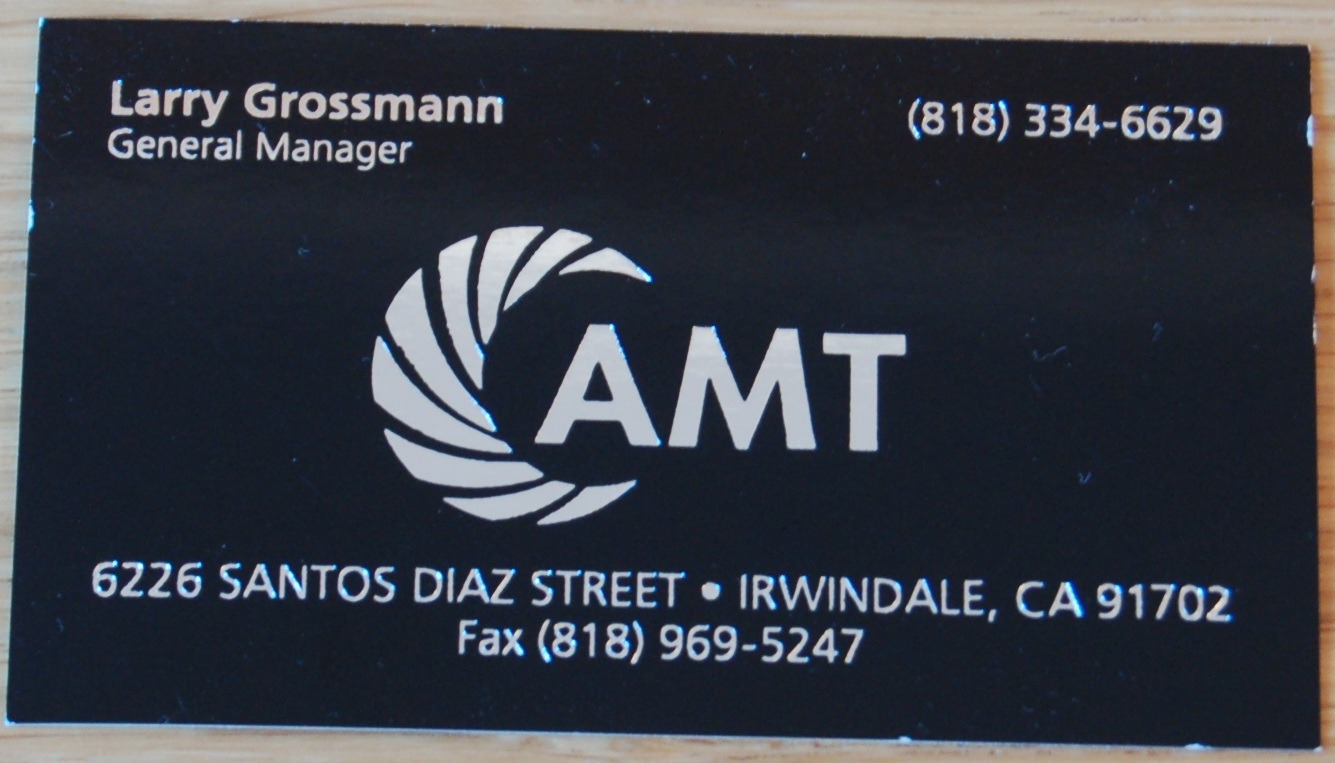 Larry Grossmann
General Manager
(818) 334-6629
AMT
6226 SANTOS DIAZ STREET • IRWINDALE, CA 91702
Fax (818) 969-5247